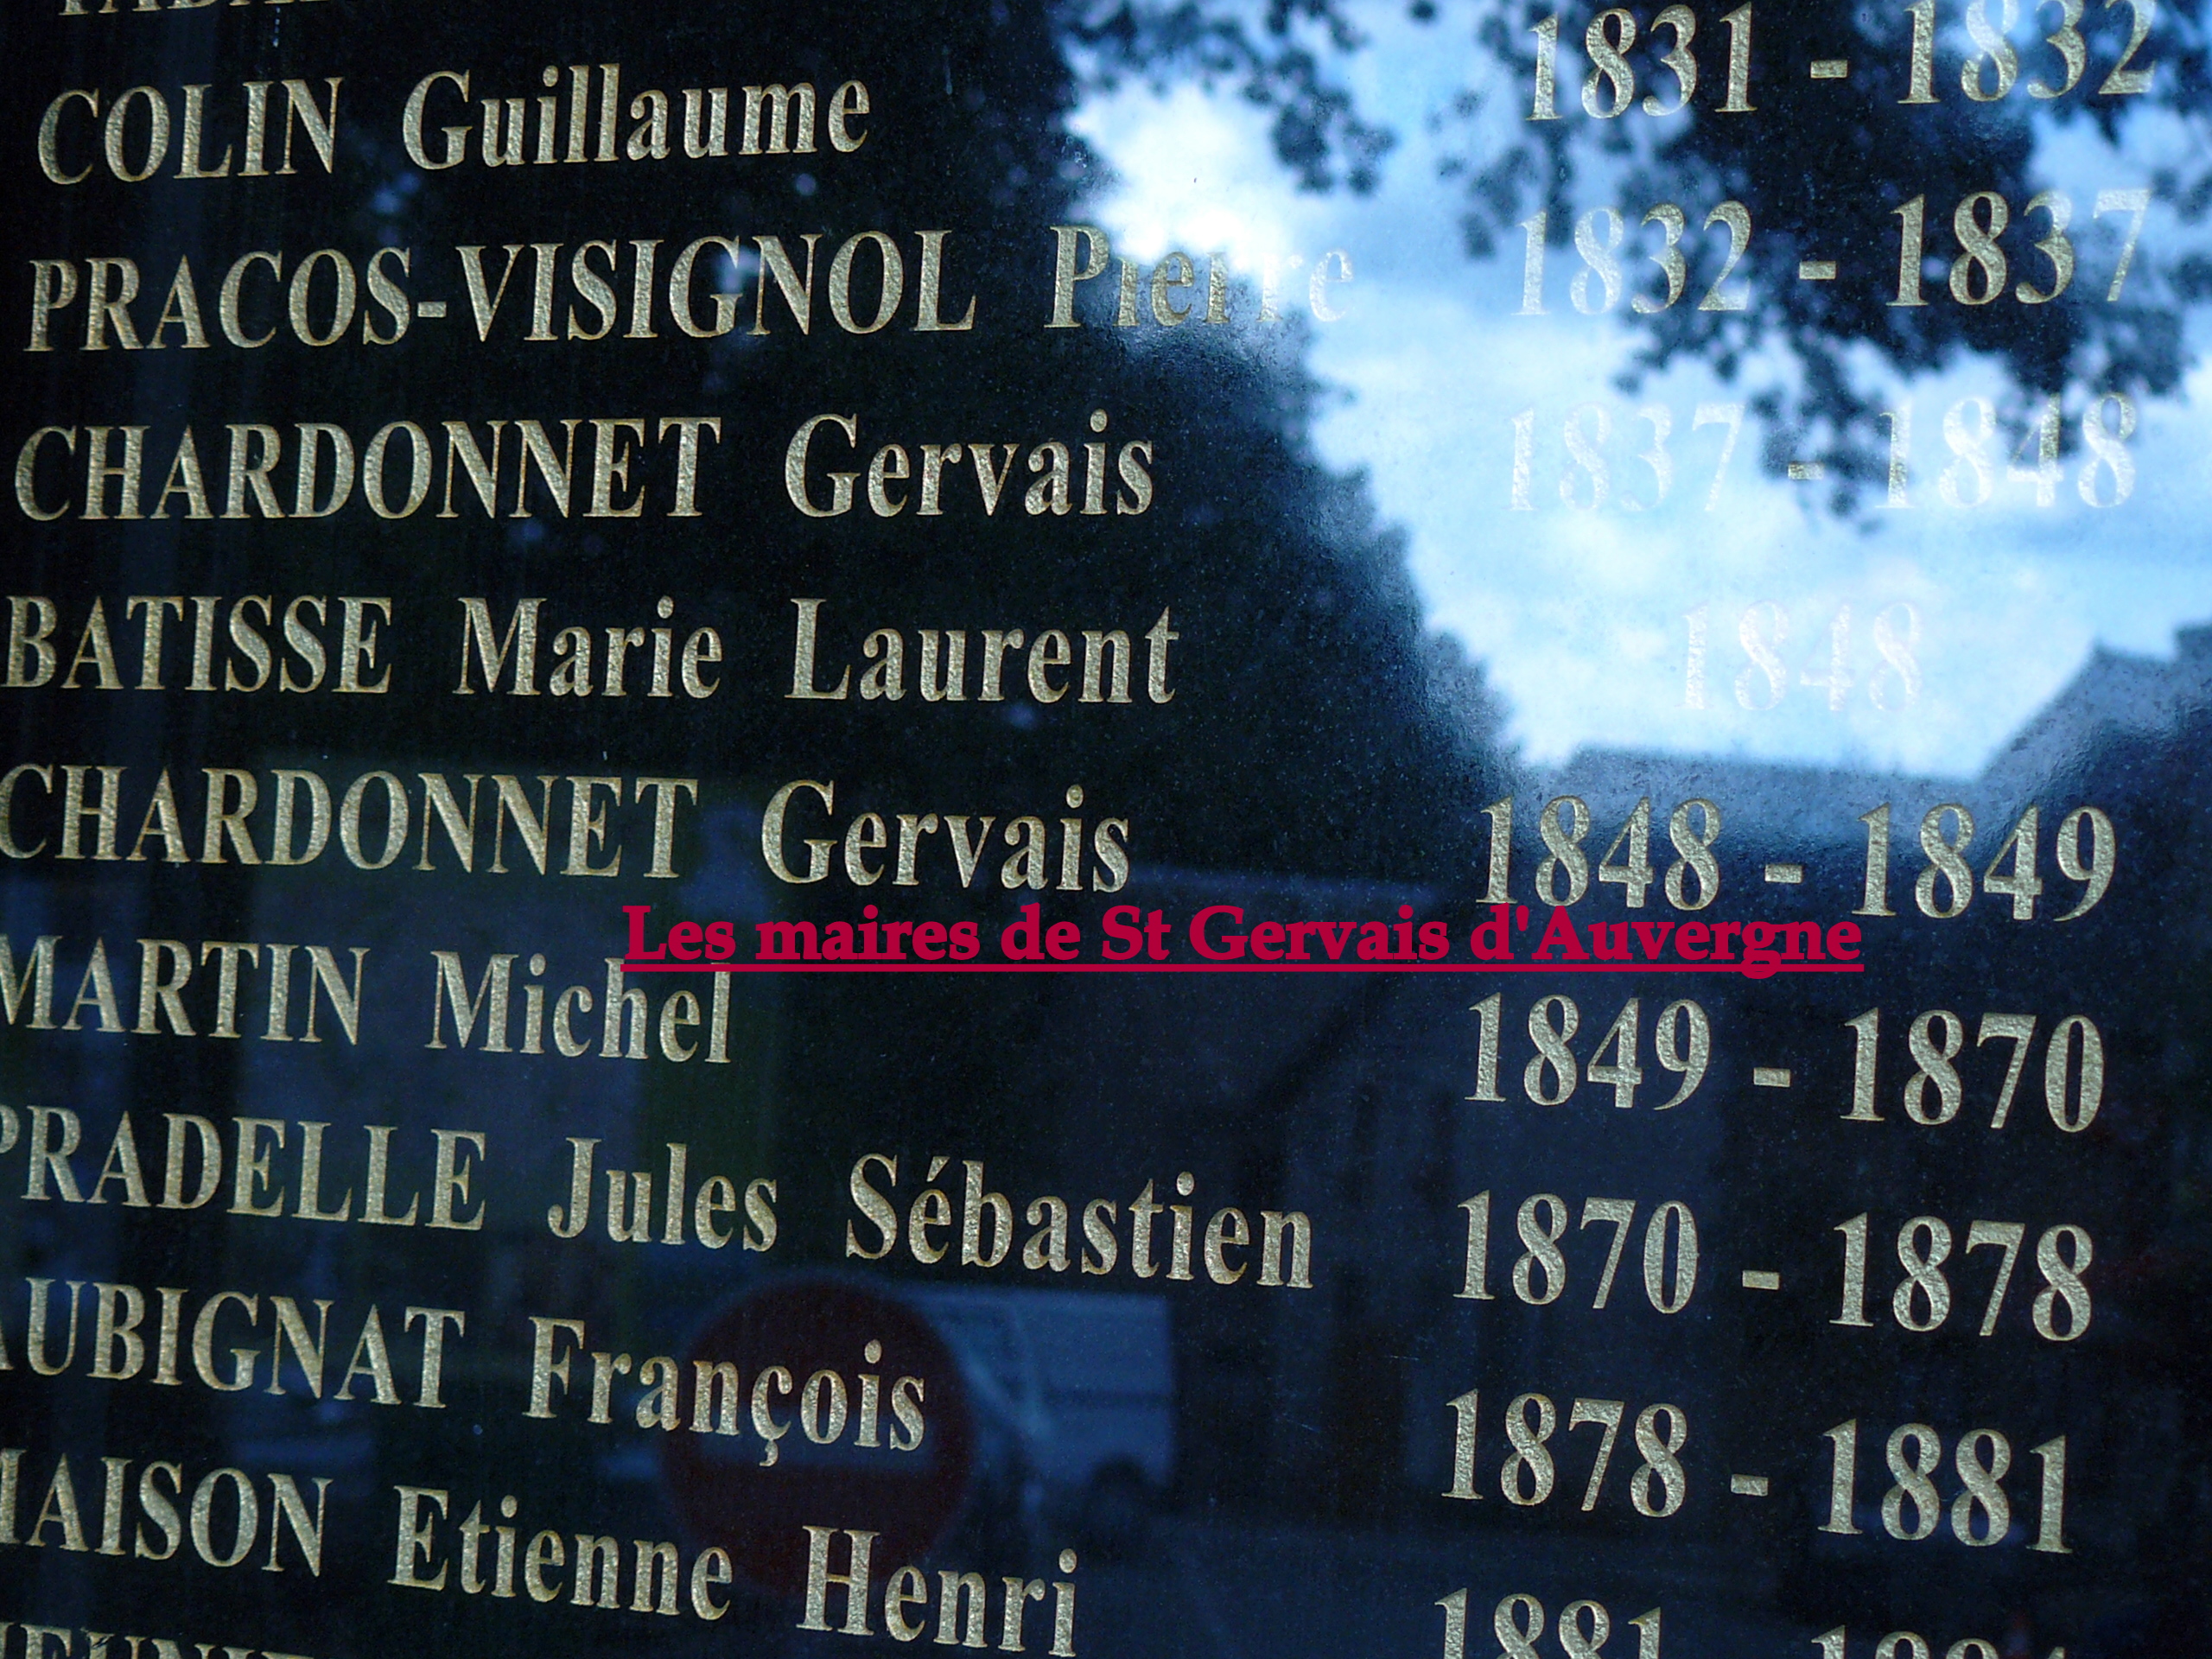 COLIN Guillaume 1831 - 1832
PRACOS-VISIGNOL Pierre 1832 - 1837
CHARDONNET Gervais 1837 - 1848
BATISSE Marie Laurent 1848
CHARDONNET Gervais 1848 - 1849
Les maires de St Gervais d'Auvergne
MARTIN Michel 1849 - 1870
PRADELLE Jules Sébastien 1870 - 1878
AUBIGNAT François 1878 - 1881
MAISON Etienne Henri 1881